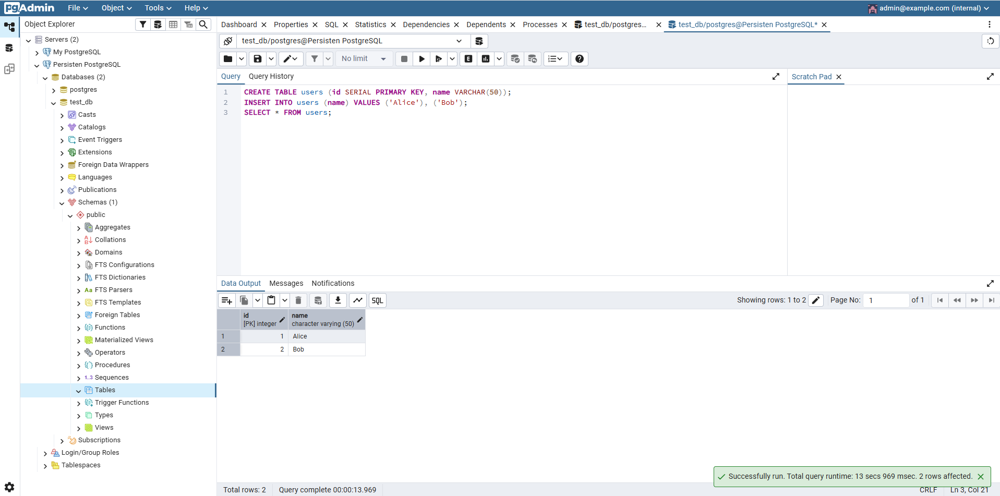 pgAdmin File Object Tools Help admin@example.com (internal)
Object Explorer
Dashboard Properties SQL Statistics Dependencies Dependents Processes test_db/postgres... test_db/postgres@Persisten PostgreSQL*
Servers (2)
My PostgreSQL
Persisten PostgreSQL
Databases (2)
postgres
test_db
Casts
Catalogs
Event Triggers
Extensions
Foreign Data Wrappers
Languages
Publications
Schemas (1)
public
Aggregates
Collations
Domains
FTS Configurations
FTS Dictionaries
Aa FTS Parsers
FTS Templates
Foreign Tables
Functions
Materialized Views
Operators
Procedures
1..3 Sequences
Tables
Trigger Functions
Types
Views
Subscriptions
Login/Group Roles
Tablespaces
test_db/postgres@Persisten PostgreSQL
No limit E
Query Query History
Scratch Pad
1 CREATE TABLE users (id SERIAL PRIMARY KEY, name VARCHAR(50));
2 INSERT INTO users (name) VALUES ('Alice'), ('Bob');
3 SELECT * FROM users;
Data Output Messages Notifications
SQL Showing rows: 1 to 2 Page No: 1 of 1
id name
[PK] integer character varying (50)
1 1 Alice
2 2 Bob
Successfully run. Total query runtime: 13 secs 969 msec. 2 rows affected.
Total rows: 2 Query complete 00:00:13.969 CRLF Ln 3, Col 21